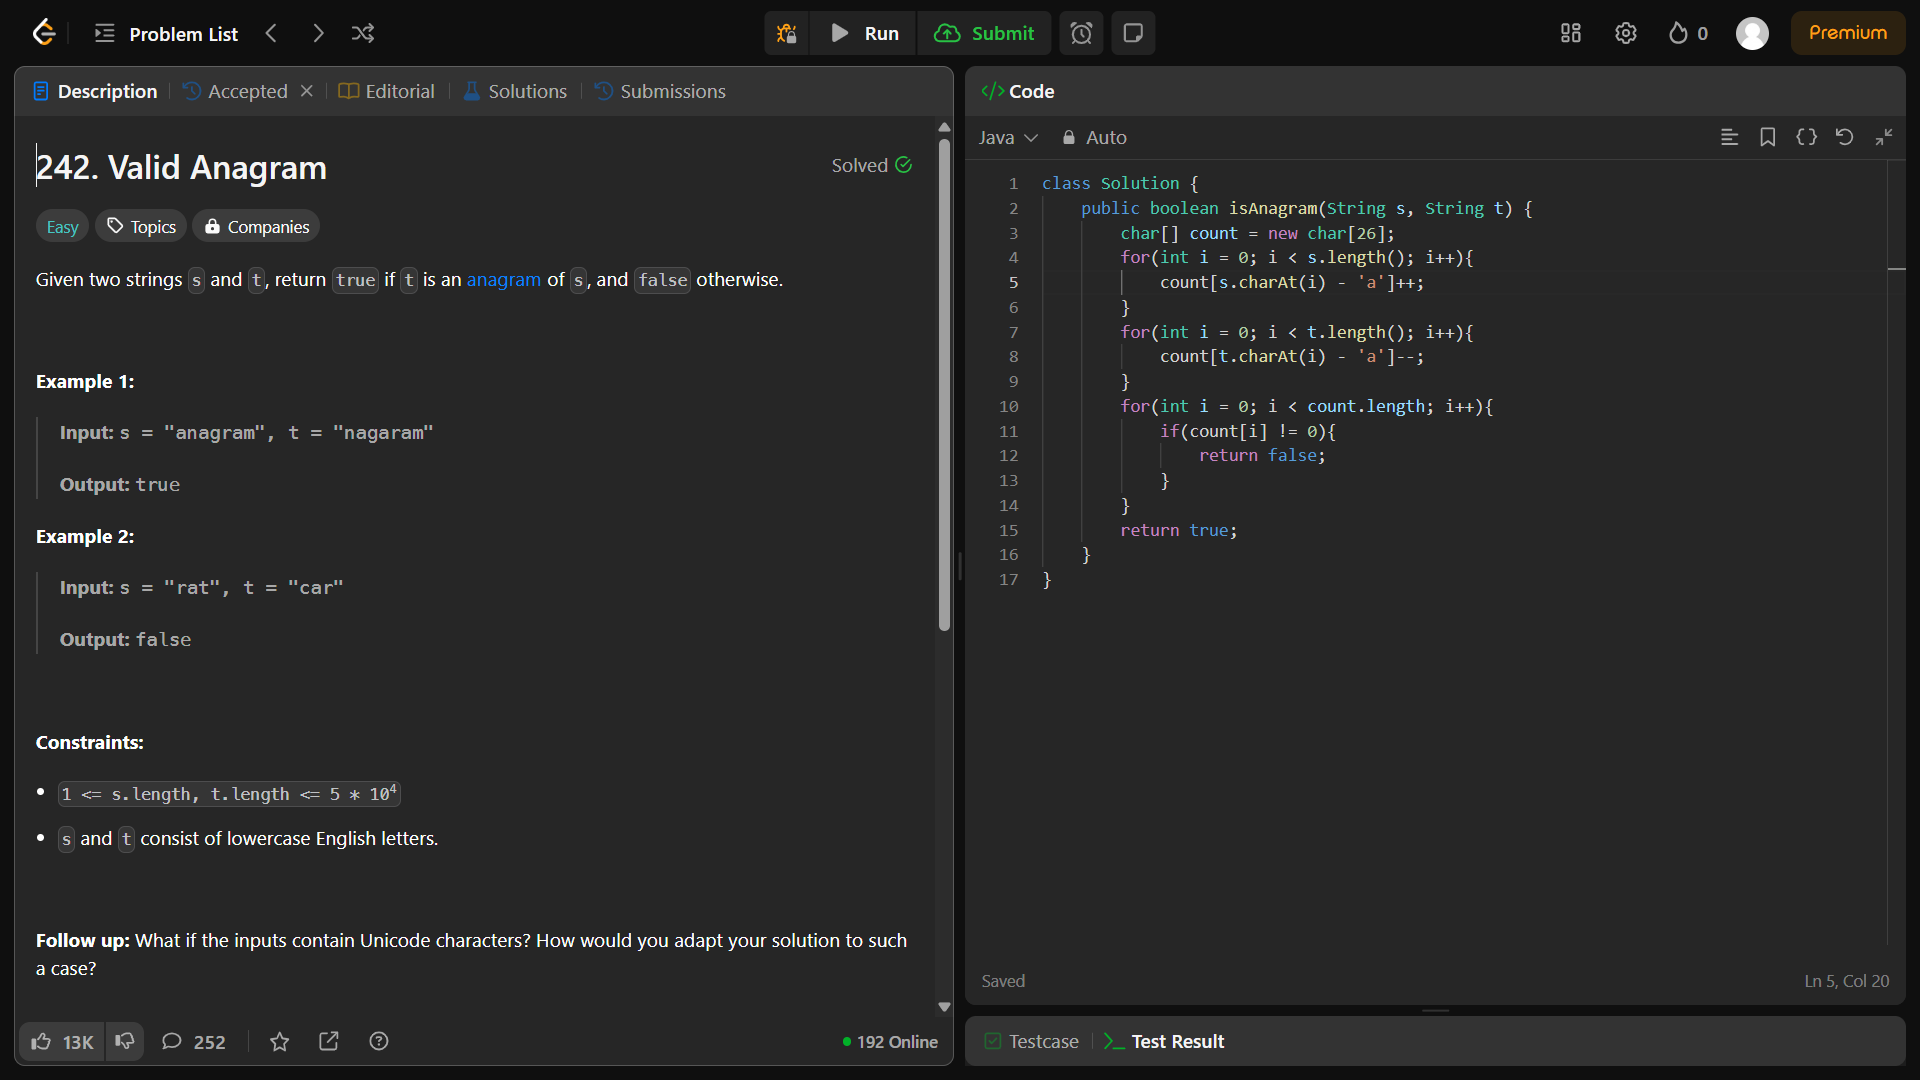 Problem List
Run
Submit
0
Premium
Description
Accepted
Editorial
Solutions
Submissions
242. Valid Anagram
Solved
Easy
Topics
Companies
Given two strings s and t, return true if t is an anagram of s, and false otherwise.
Example 1:
Input: s = "anagram", t = "nagaram"
Output: true
Example 2:
Input: s = "rat", t = "car"
Output: false
Constraints:
1 <= s.length, t.length <= 5 * 10⁴
s and t consist of lowercase English letters.
Follow up: What if the inputs contain Unicode characters? How would you adapt your solution to such
a case?
13K
252
192 Online
</> Code
Java
Auto
1 class Solution {
2 public boolean isAnagram(String s, String t) {
3 char[] count = new char[26];
4 for(int i = 0; i < s.length(); i++){
5 count[s.charAt(i) - 'a']++;
6 }
7 for(int i = 0; i < t.length(); i++){
8 count[t.charAt(i) - 'a']--;
9 }
10 for(int i = 0; i < count.length; i++){
11 if(count[i] != 0){
12 return false;
13 }
14 }
15 return true;
16 }
17 }
Saved
Ln 5, Col 20
Testcase
Test Result